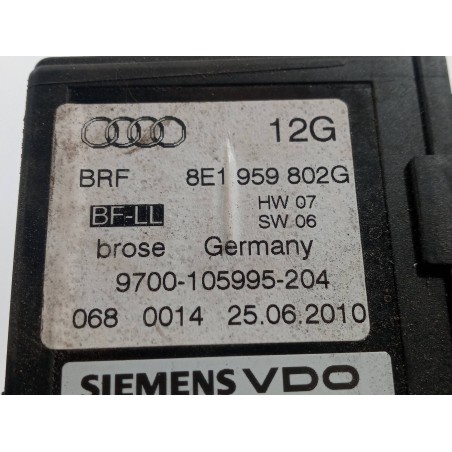 12G
BRF 8E1 959 802G
BF-LL HW 07
SW 06
brose Germany
9700-105995-204
068 0014 25.06.2010
SIEMENS VDO